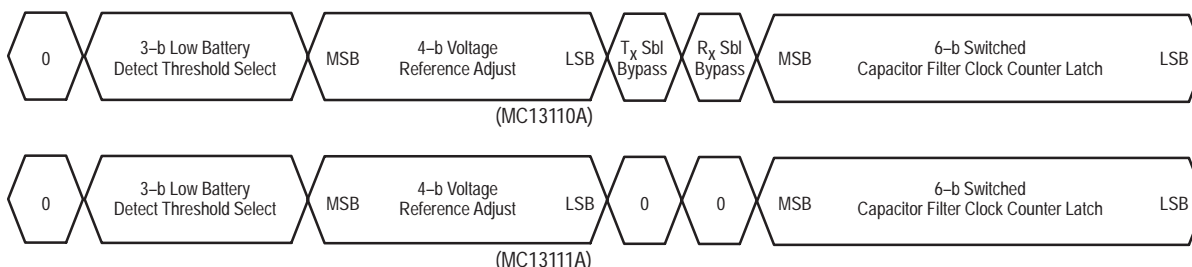 0 3–b Low Battery Detect Threshold Select MSB 4–b Voltage Reference Adjust LSB Tx Sbl Bypass Rx Sbl Bypass MSB 6–b Switched Capacitor Filter Clock Counter Latch LSB
(MC13110A)
0 3–b Low Battery Detect Threshold Select MSB 4–b Voltage Reference Adjust LSB 0 0 MSB 6–b Switched Capacitor Filter Clock Counter Latch LSB
(MC13111A)